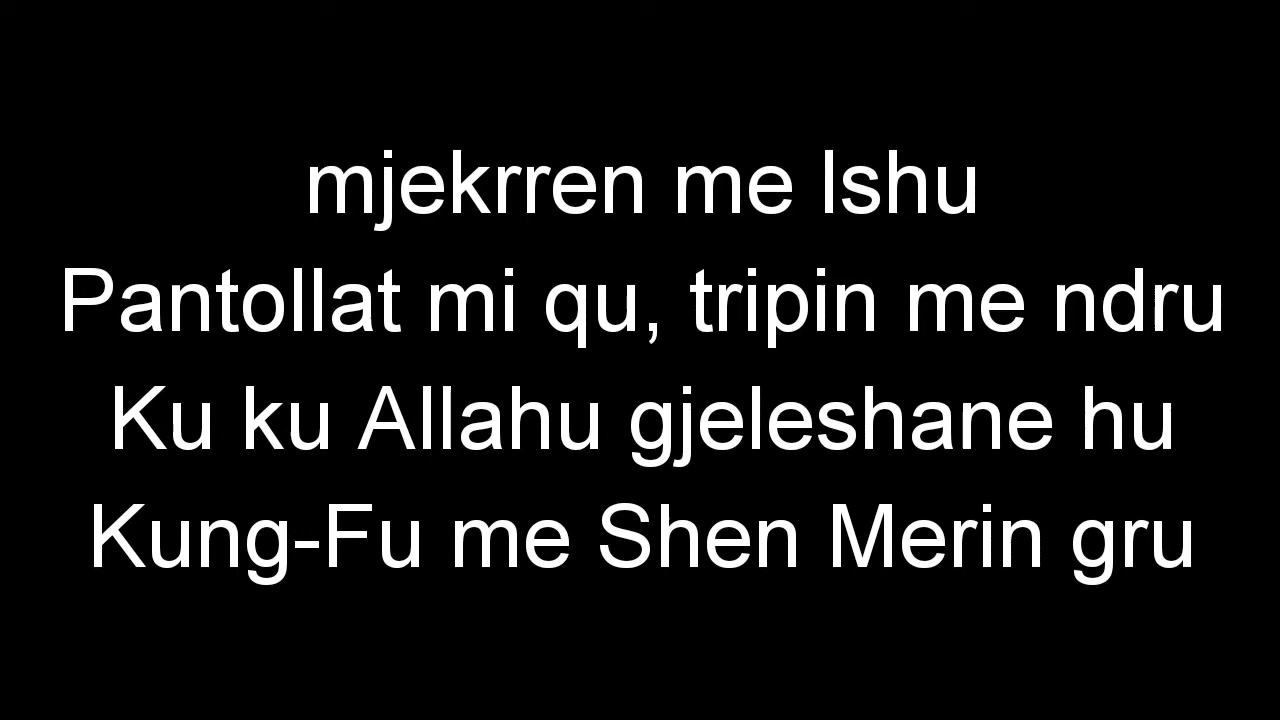 mjekrren me lshu
Pantollat mi qu, tripin me ndru
Ku ku Allahu gjeleshane hu
Kung-Fu me Shen Merin gru